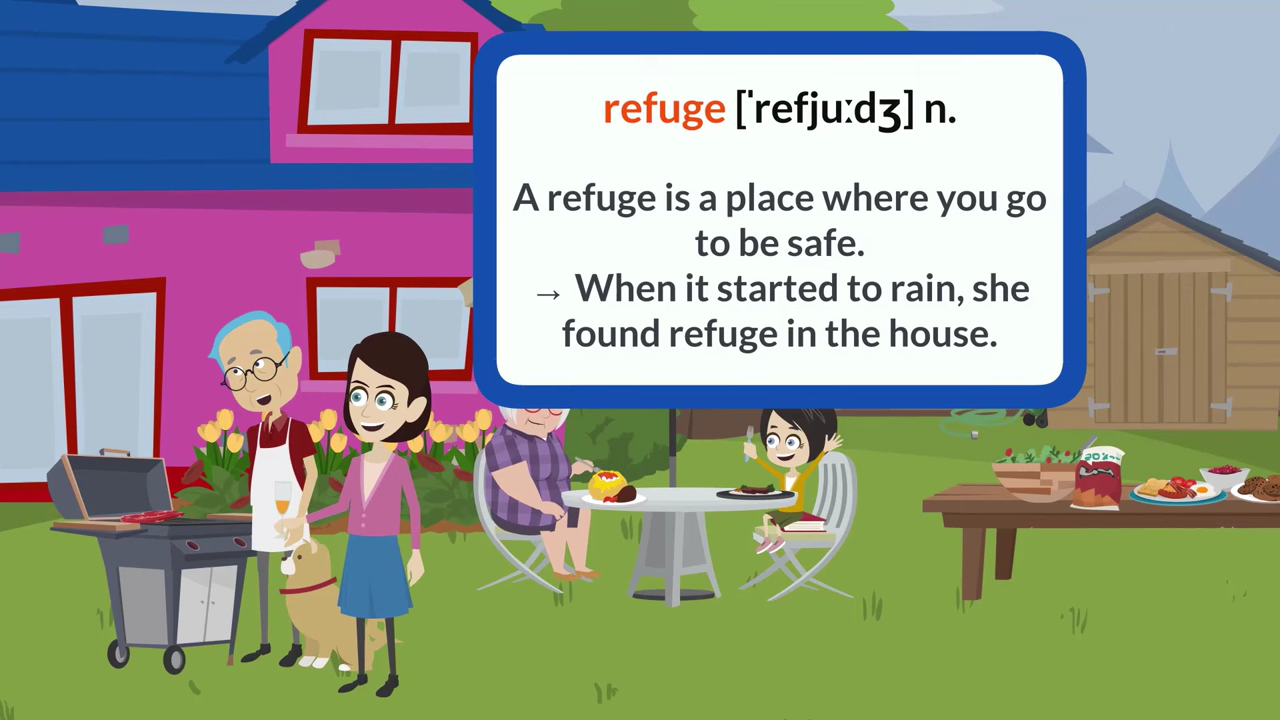 refuge [ˈrefjuːdʒ] n.
A refuge is a place where you go
to be safe.
→ When it started to rain, she
found refuge in the house.